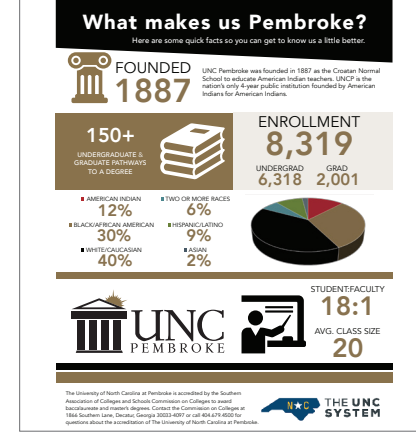 What makes us Pembroke?
Here are some quick facts so you can get to know us a little better.
FOUNDED
1887
UNC Pembroke was founded in 1887 as the Croatan Normal
School to educate American Indian teachers. UNCP is the
nation's only 4-year public institution founded by American
Indians for American Indians.
150+
UNDERGRADUATE &
GRADUATE PATHWAYS
TO A DEGREE
ENROLLMENT
8,319
UNDERGRAD GRAD
6,318 2,001
AMERICAN INDIAN
12%
TWO OR MORE RACES
6%
BLACK/AFRICAN AMERICAN
30%
HISPANIC/LATINO
9%
WHITE/CAUCASIAN
40%
ASIAN
2%
UNC
PEMBROKE
STUDENT:FACULTY
18:1
AVG. CLASS SIZE
20
The University of North Carolina at Pembroke is accredited by the Southern
Association of Colleges and Schools Commission on Colleges to award
baccalaureate and master's degrees. Contact the Commission on Colleges at
1866 Southern Lane, Decatur, Georgia 30033-4097 or call 404.679.4500 for
questions about the accreditation of The University of North Carolina at Pembroke.
N★C
THE UNC
SYSTEM